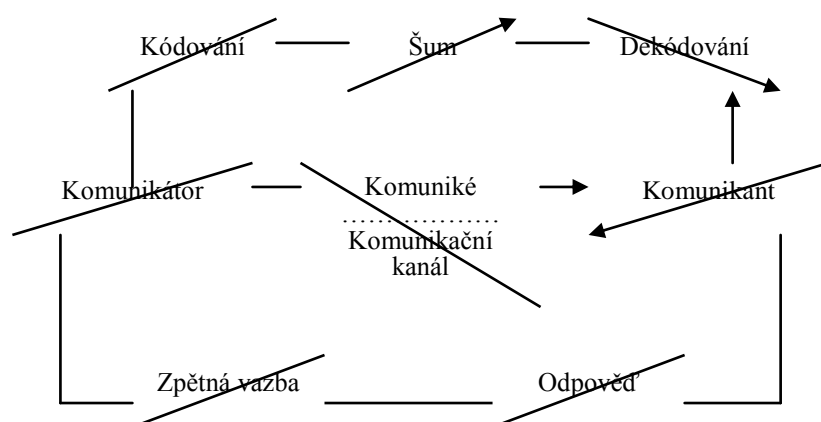 Kódování Šum Dekódování
Komunikátor Komuniké Komunikant
Komunikační
kanál
Zpětná vazba Odpověď